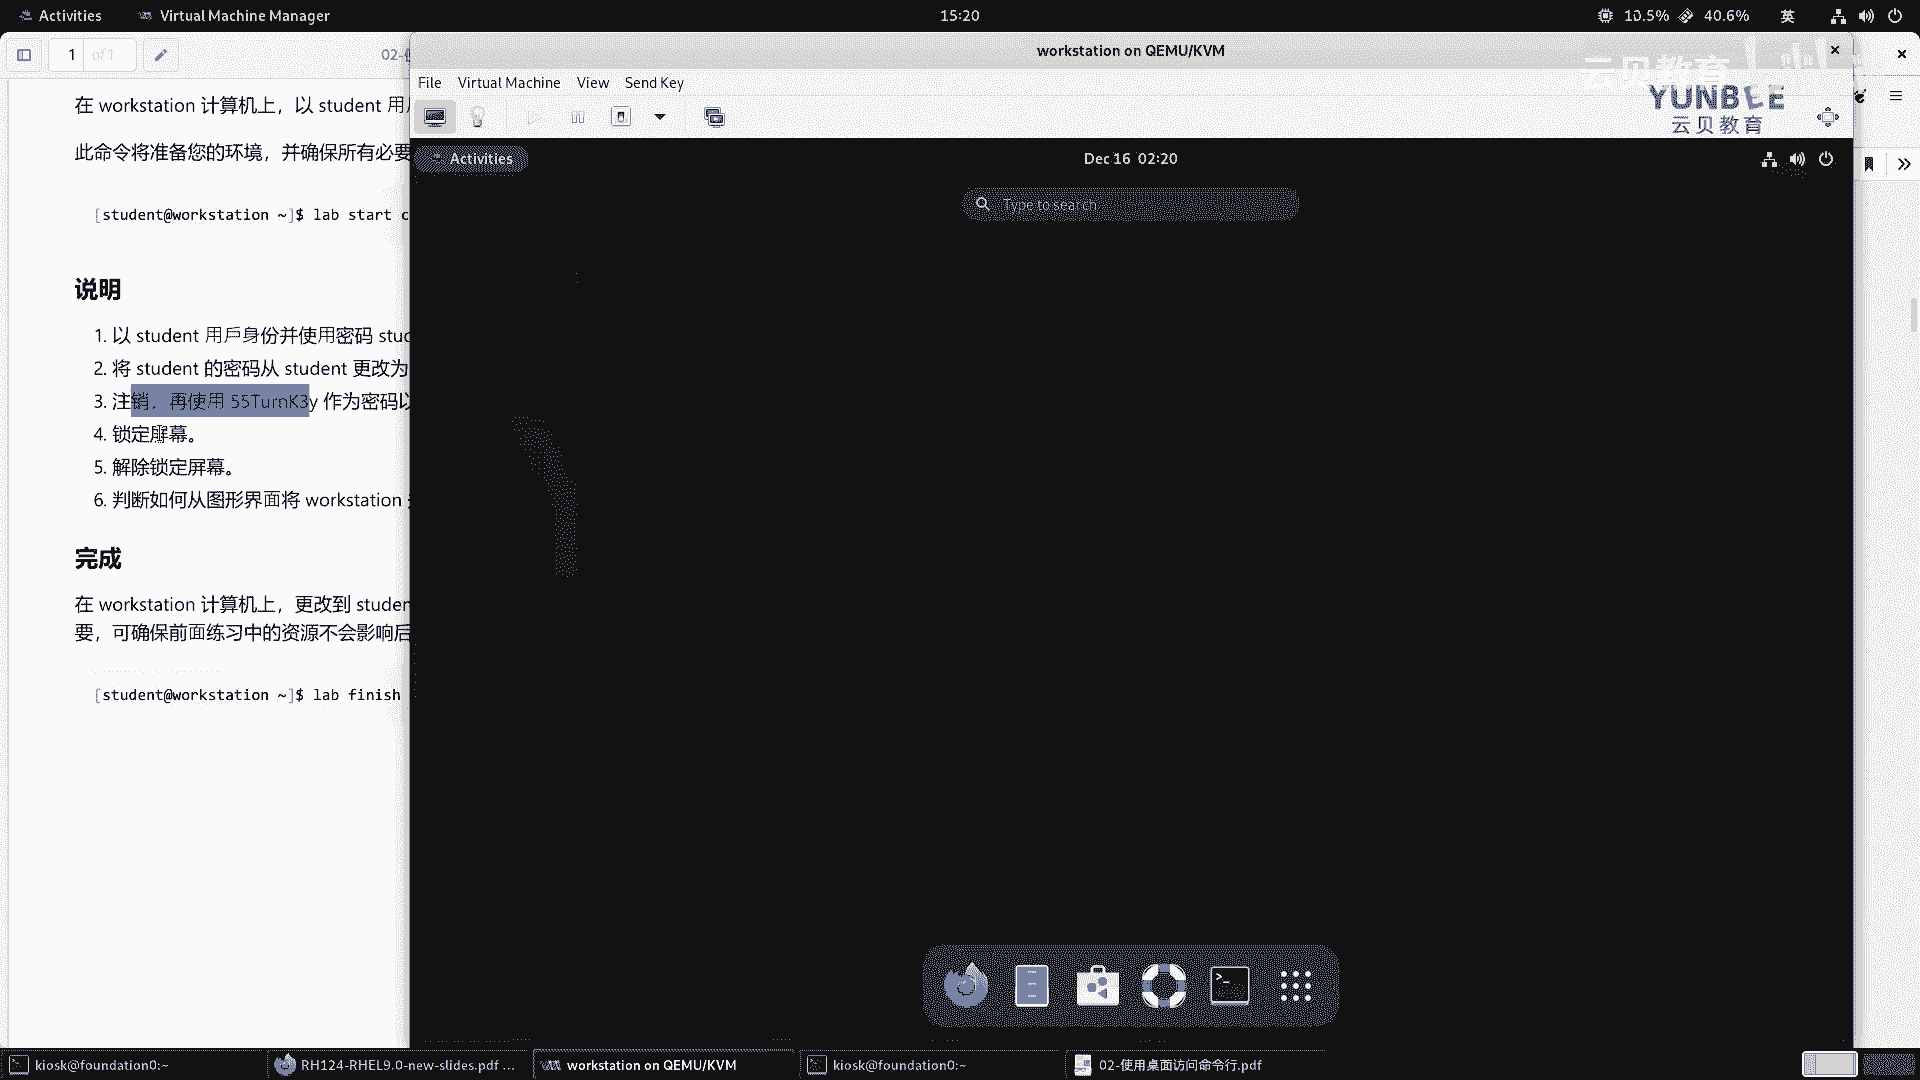 Activities
Virtual Machine Manager
15:20
10.5%
40.6%
英
1 of 1
02-
workstation on QEMU/KVM
云贝教育
YUNBEE
云贝教育
File Virtual Machine View Send Key
Activities
Dec 16 02:20
Type to search
在 workstation 计算机上，以 student 用
此命令将准备您的环境，并确保所有必要
[student@workstation ~]$ lab start c
说明
1. 以 student 用戶身份并使用密码 stud
2. 将 student 的密码从 student 更改为
3. 注销，再使用 55TurnK3y 作为密码以
4. 锁定屏幕。
5. 解除锁定屏幕。
6. 判断如何从图形界面将 workstation
完成
在 workstation 计算机上，更改到 studen
要，可确保前面练习中的资源不会影响后
[student@workstation ~]$ lab finish
kiosk@foundation0:~
RH124-RHEL9.0-new-slides.pdf ...
workstation on QEMU/KVM
kiosk@foundation0:~
02-使用桌面访问命令行.pdf